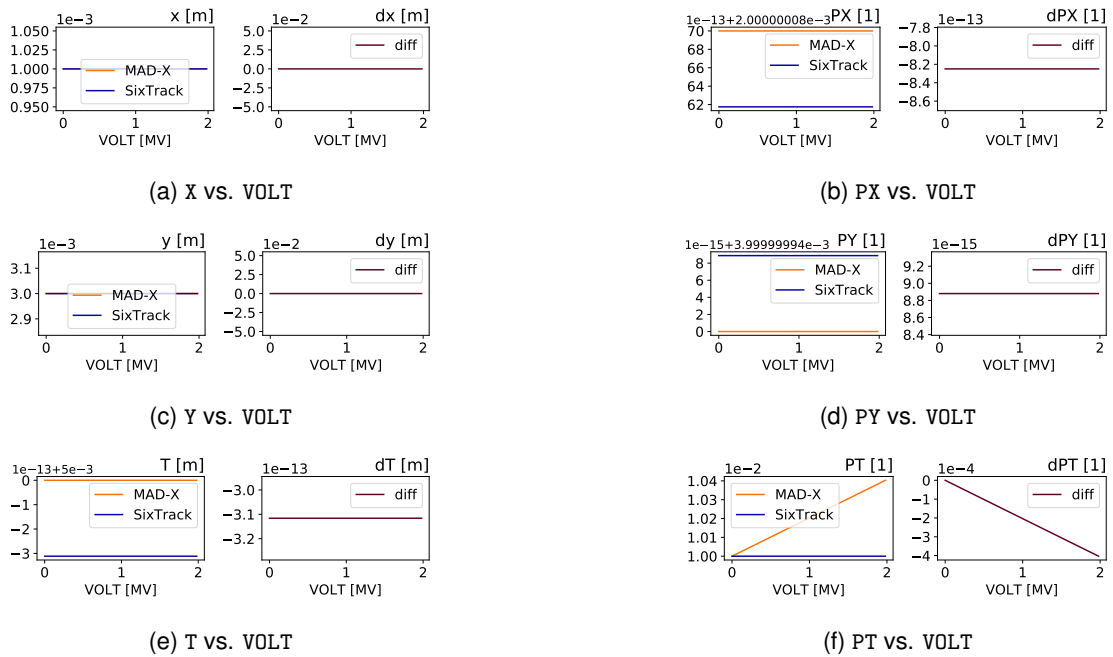 1e−3 x [m] 1e−2 dx [m] 1e−13+2.00000008e−3 PX [1] 1e−13 dPX [1]
1.050 1.025 1.000 0.975 0.950 MAD-X SixTrack 5.0 2.5 0.0 −2.5 −5.0 diff 70 68 66 64 62 MAD-X SixTrack −7.8 −8.0 −8.2 −8.4 −8.6 diff
0 1 2 0 1 2 0 1 2 0 1 2
VOLT [MV] VOLT [MV] VOLT [MV] VOLT [MV]
(a) X vs. VOLT (b) PX vs. VOLT
1e−3 y [m] 1e−2 dy [m] 1e−15+3.99999994e−3 PY [1] 1e−15 dPY [1]
3.1 3.0 2.9 MAD-X SixTrack 5.0 2.5 0.0 −2.5 −5.0 diff 8 6 4 2 0 MAD-X SixTrack 9.2 9.0 8.8 8.6 8.4 diff
0 1 2 0 1 2 0 1 2 0 1 2
VOLT [MV] VOLT [MV] VOLT [MV] VOLT [MV]
(c) Y vs. VOLT (d) PY vs. VOLT
1e−13+5e−3 T [m] 1e−13 dT [m] 1e−2 PT [1] 1e−4 dPT [1]
0 −1 −2 −3 MAD-X SixTrack −3.0 −3.1 −3.2 diff 1.04 1.02 1.02 1.01 1.00 MAD-X SixTrack 0 −1 −2 −3 −4 diff
0 1 2 0 1 2 0 1 2 0 1 2
VOLT [MV] VOLT [MV] VOLT [MV] VOLT [MV]
(e) T vs. VOLT (f) PT vs. VOLT